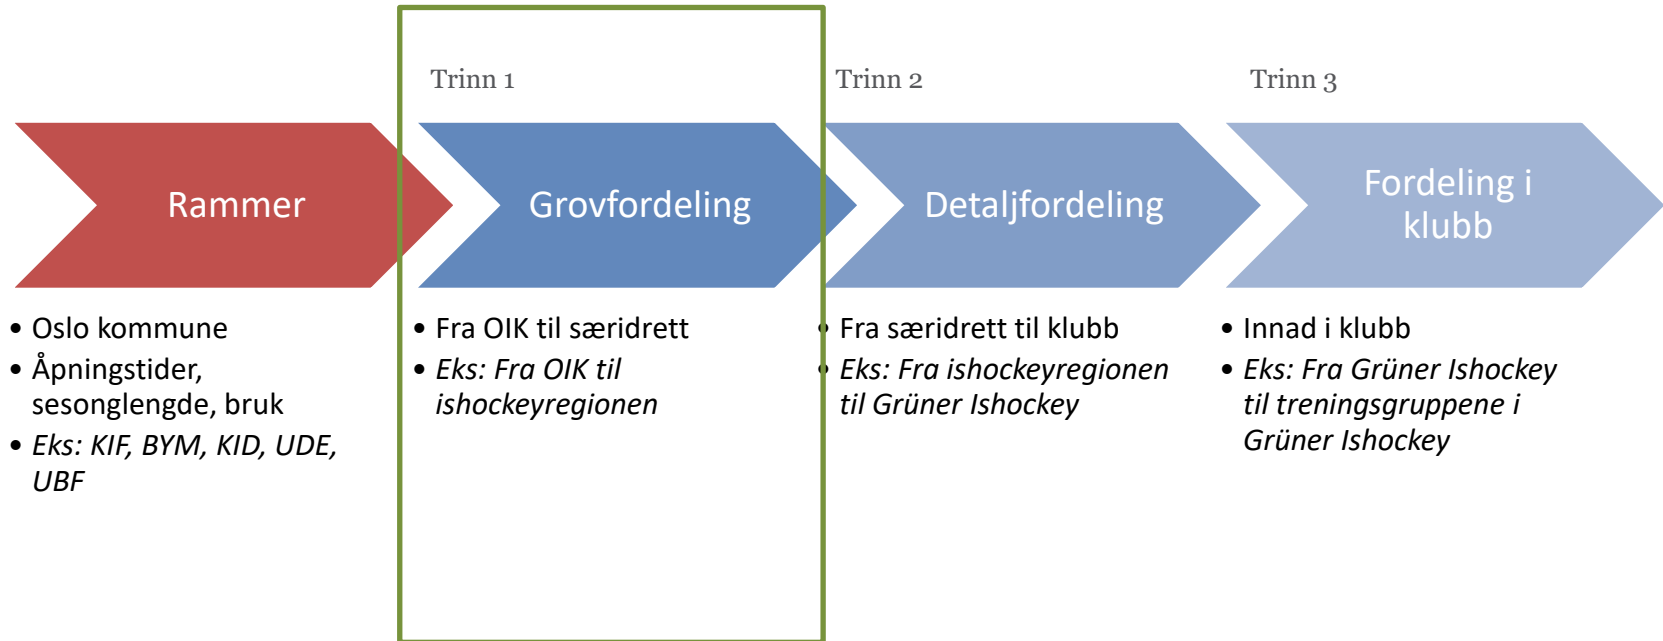 Trinn 1
Trinn 2
Trinn 3
Rammer
Grovfordeling
Detaljfordeling
Fordeling i
klubb
• Oslo kommune
• Åpningstider,
sesonglengde, bruk
• Eks: KIF, BYM, KID, UDE,
UBF
• Fra OIK til særidrett
• Eks: Fra OIK til
ishockeyregionen
• Fra særidrett til klubb
• Eks: Fra ishockeyregionen
til Grüner Ishockey
• Innad i klubb
• Eks: Fra Grüner Ishockey
til treningsgruppene i
Grüner Ishockey